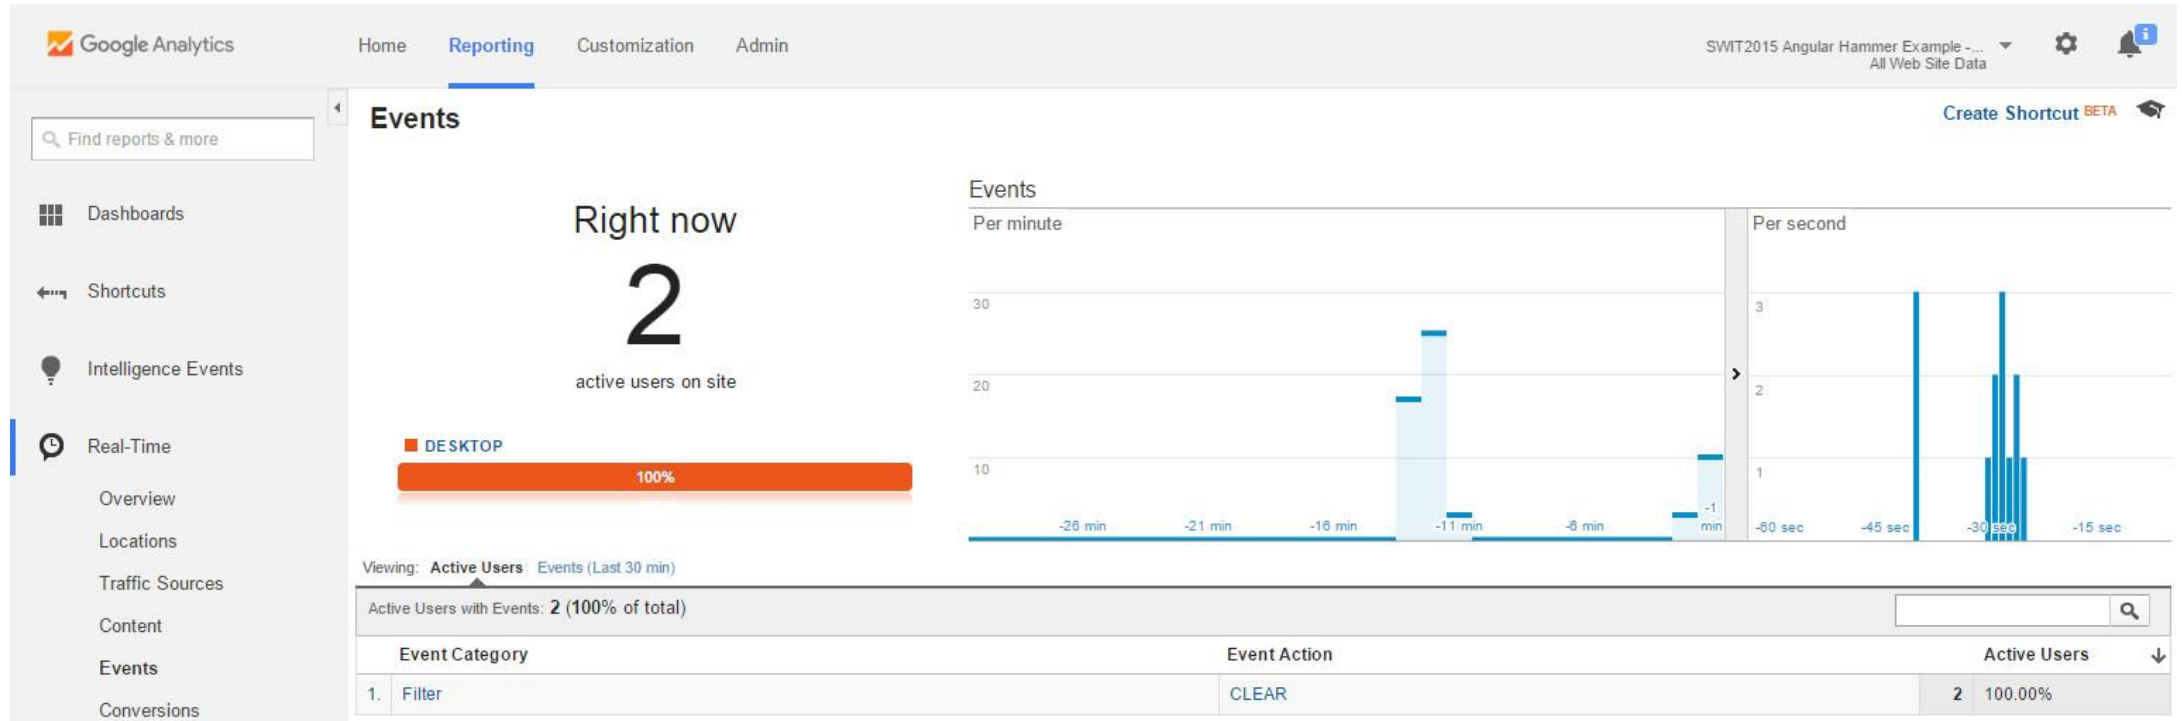 Google Analytics
Home Reporting Customization Admin
SWIT2015 Angular Hammer Example -...
All Web Site Data
i
Find reports & more
Dashboards
Shortcuts
Intelligence Events
Real-Time
Overview
Locations
Traffic Sources
Content
Events
Conversions
Events
Create Shortcut BETA
Right now
2
active users on site
DESKTOP
100%
Events
Per minute
30
20
10
-26 min -21 min -16 min -11 min -6 min -1 min
Per second
3
2
1
-60 sec -45 sec -30 sec -15 sec
Viewing: Active Users Events (Last 30 min)
Active Users with Events: 2 (100% of total)
Event Category Event Action Active Users
1. Filter CLEAR 2 100.00%